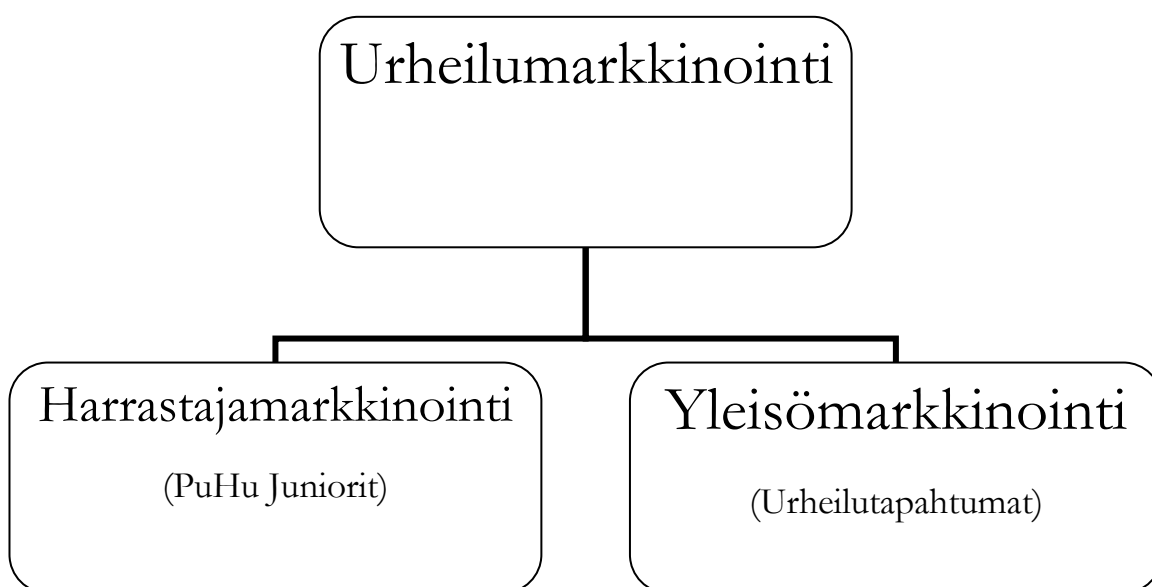 Urheilumarkkinointi
Harrastajamarkkinointi
(PuHu Juniorit)
Yleisömarkkinointi
(Urheilutapahtumat)